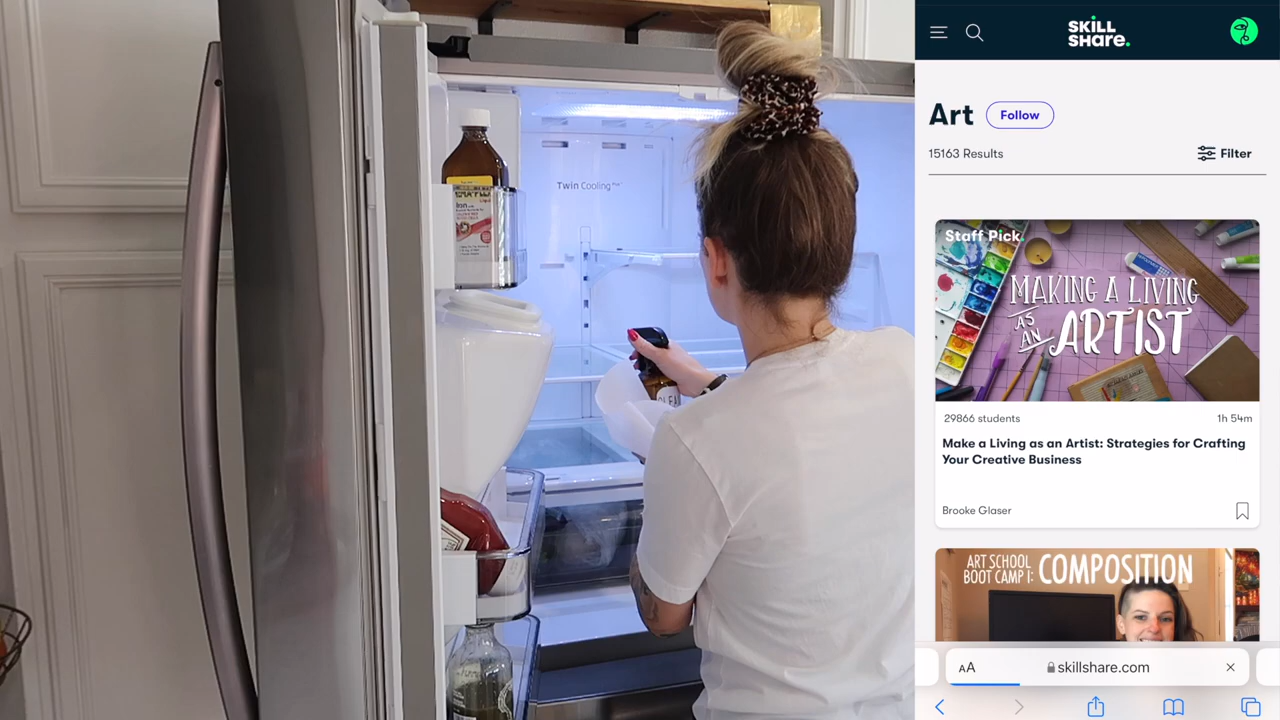 Twin Cooling
CLEA
SKILL
SHARE.
Art
Follow
15163 Results
Filter
Staff Pick.
MAKING A LIVING
AS
AN
ARTIST
29866 students
1h 54m
Make a Living as an Artist: Strategies for Crafting
Your Creative Business
Brooke Glaser
ART SCHOOL
BOOT CAMP I: COMPOSITION
AA
skillshare.com